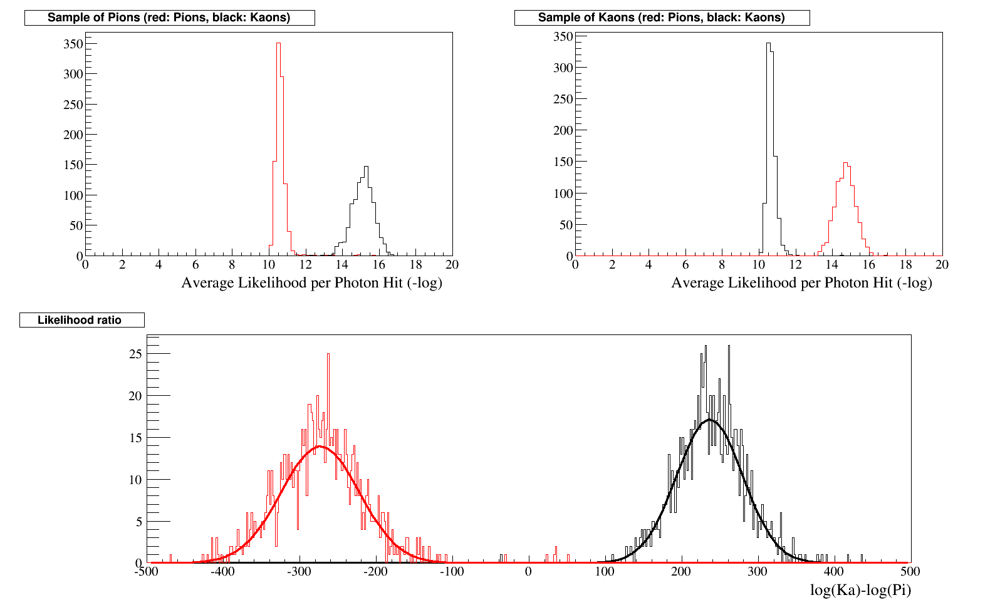 Sample of Pions (red: Pions, black: Kaons)
350
300
250
200
150
100
50
0
0 2 4 6 8 10 12 14 16 18 20
Average Likelihood per Photon Hit (-log)
Sample of Kaons (red: Pions, black: Kaons)
350
300
250
200
150
100
50
0
0 2 4 6 8 10 12 14 16 18 20
Average Likelihood per Photon Hit (-log)
Likelihood ratio
25
20
15
10
5
0
-500 -400 -300 -200 -100 0 100 200 300 400 500
log(Ka)-log(Pi)